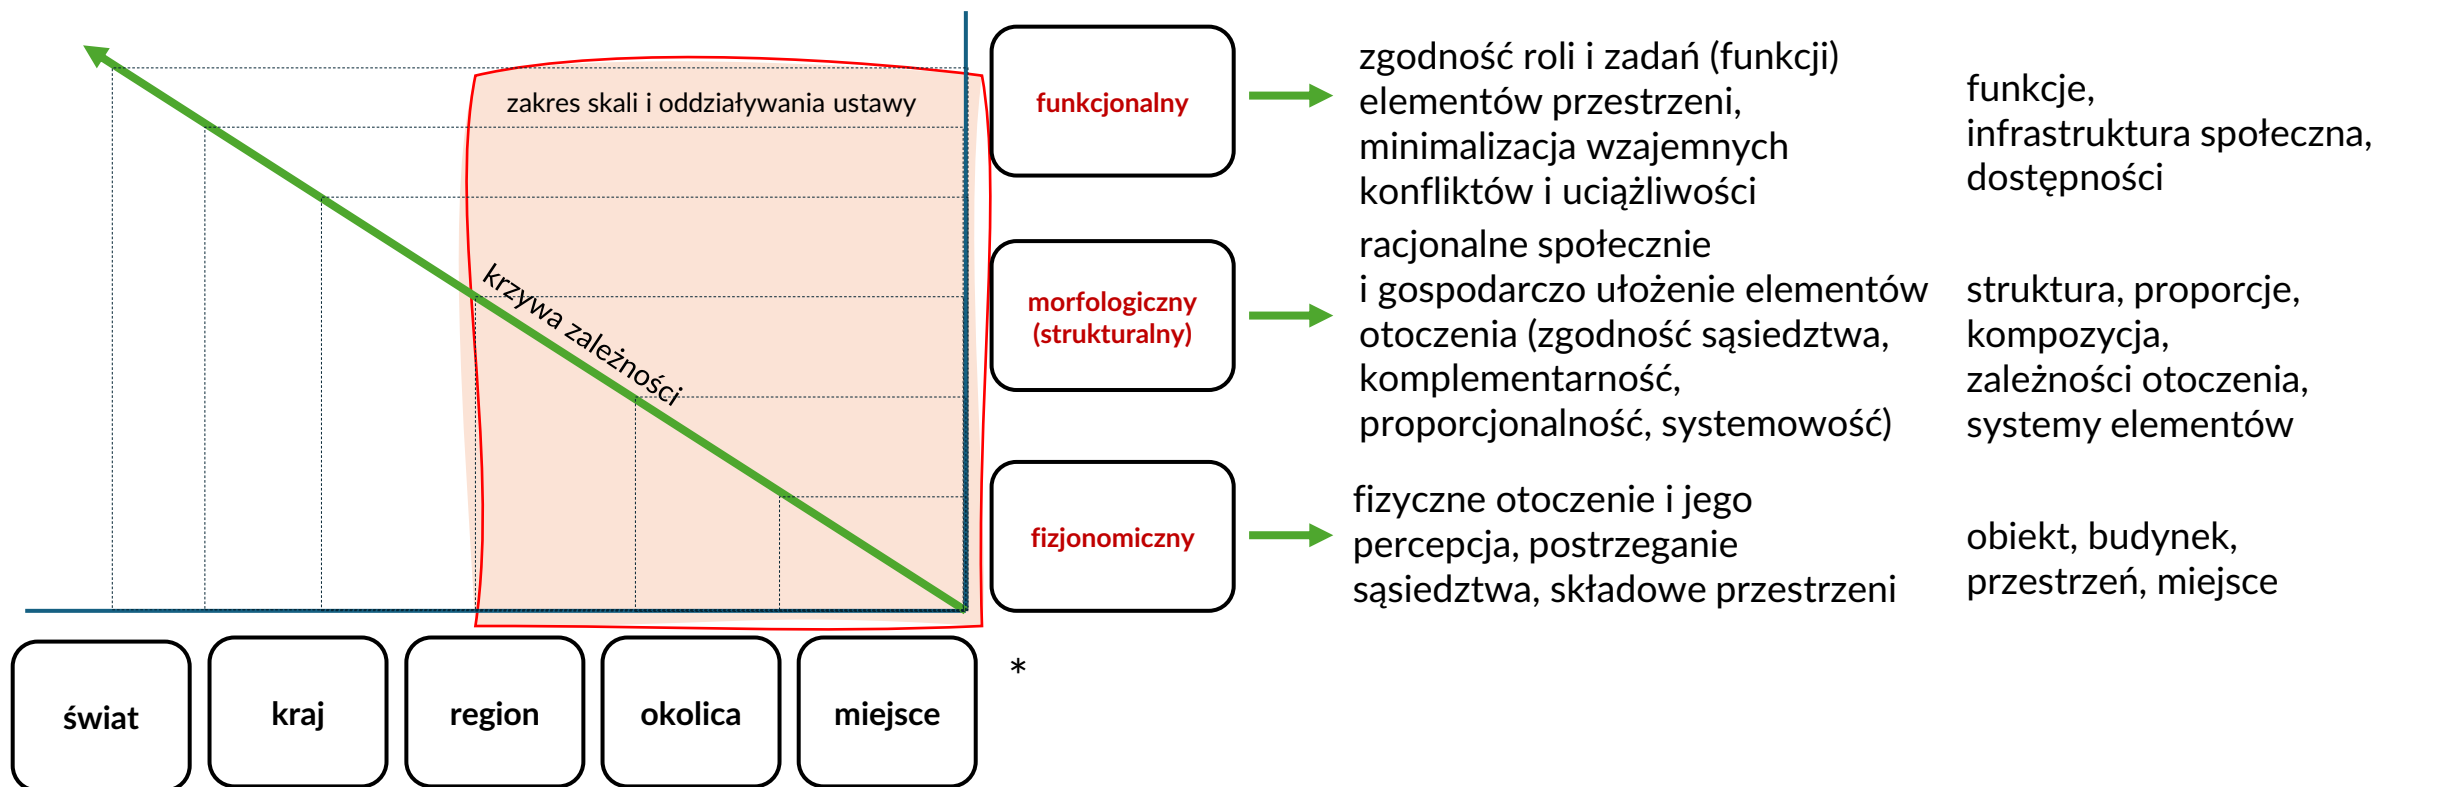 zakres skali i oddziaływania ustawy
krzywa zależności
funkcjonalny
zgodność roli i zadań (funkcji)
elementów przestrzeni,
minimalizacja wzajemnych
konfliktów i uciążliwości
funkcje,
infrastruktura społeczna,
dostępności
morfologiczny
(strukturalny)
racjonalne społecznie
i gospodarczo ułożenie elementów
otoczenia (zgodność sąsiedztwa,
komplementarność,
proporcjonalność, systemowość)
struktura, proporcje,
kompozycja,
zależności otoczenia,
systemy elementów
fizjonomiczny
fizyczne otoczenie i jego
percepcja, postrzeganie
sąsiedztwa, składowe przestrzeni
obiekt, budynek,
przestrzeń, miejsce
świat
kraj
region
okolica
miejsce
*